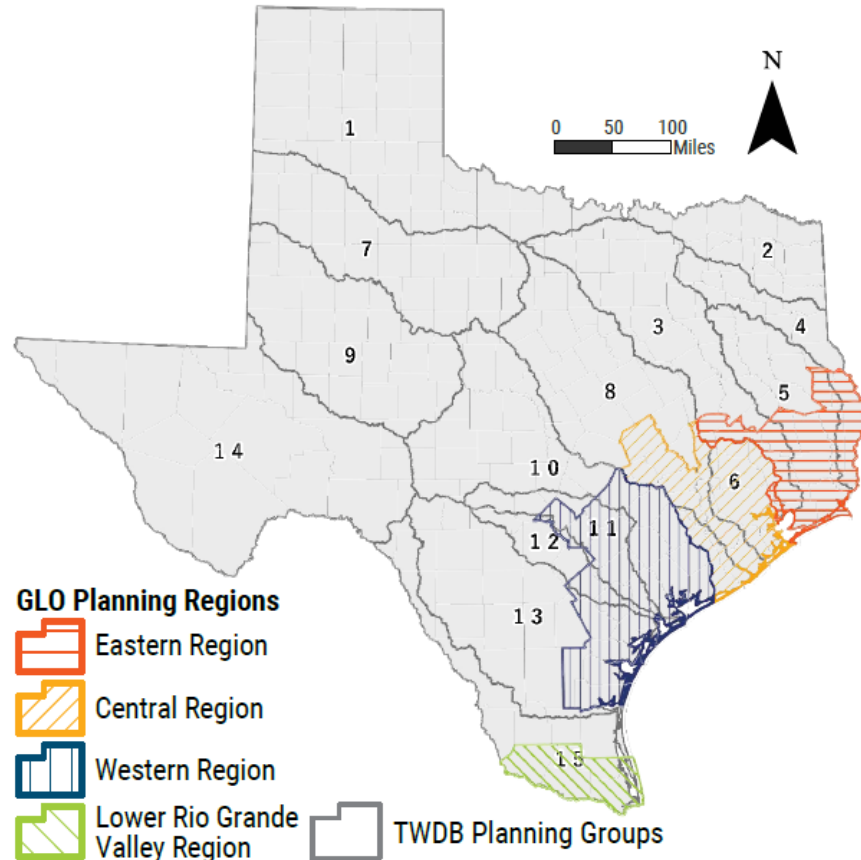 N
0 50 100
Miles
1
2
7
3
4
9
5
8
14
6
10
11
12
13
15
GLO Planning Regions
Eastern Region
Central Region
Western Region
Lower Rio Grande
Valley Region
TWDB Planning Groups